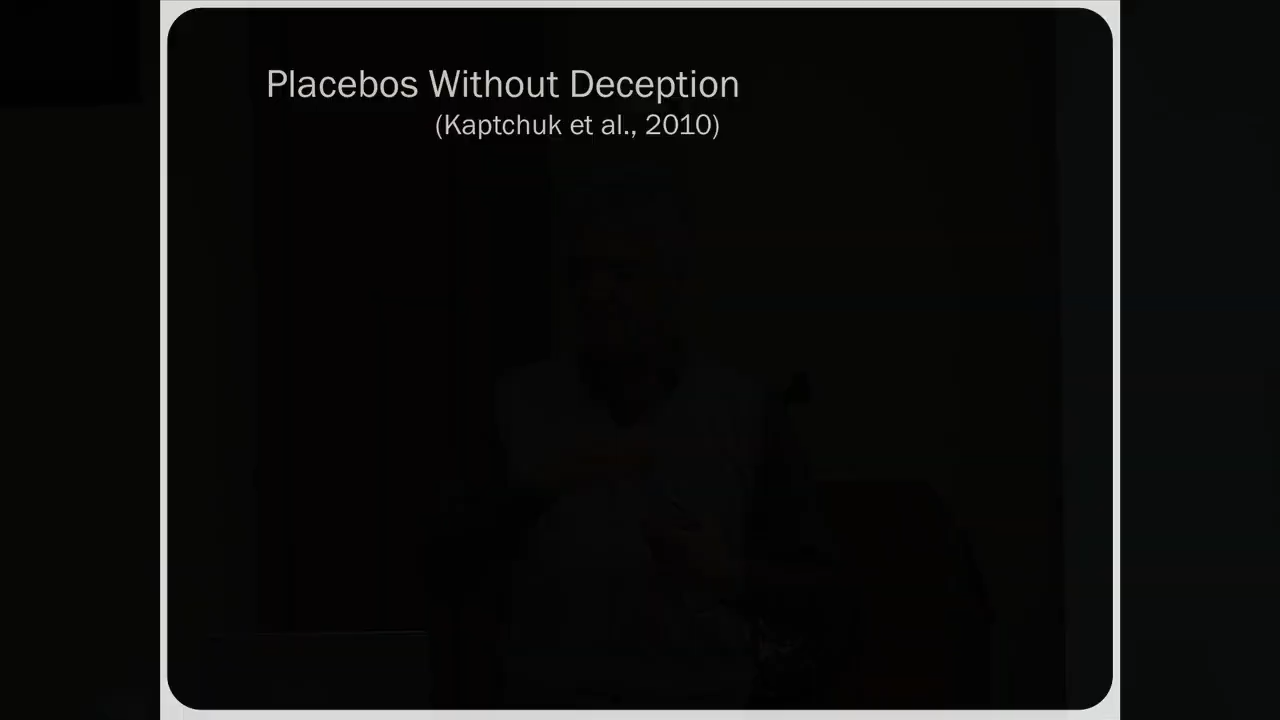 Placebos Without Deception
(Kaptchuk et al., 2010)